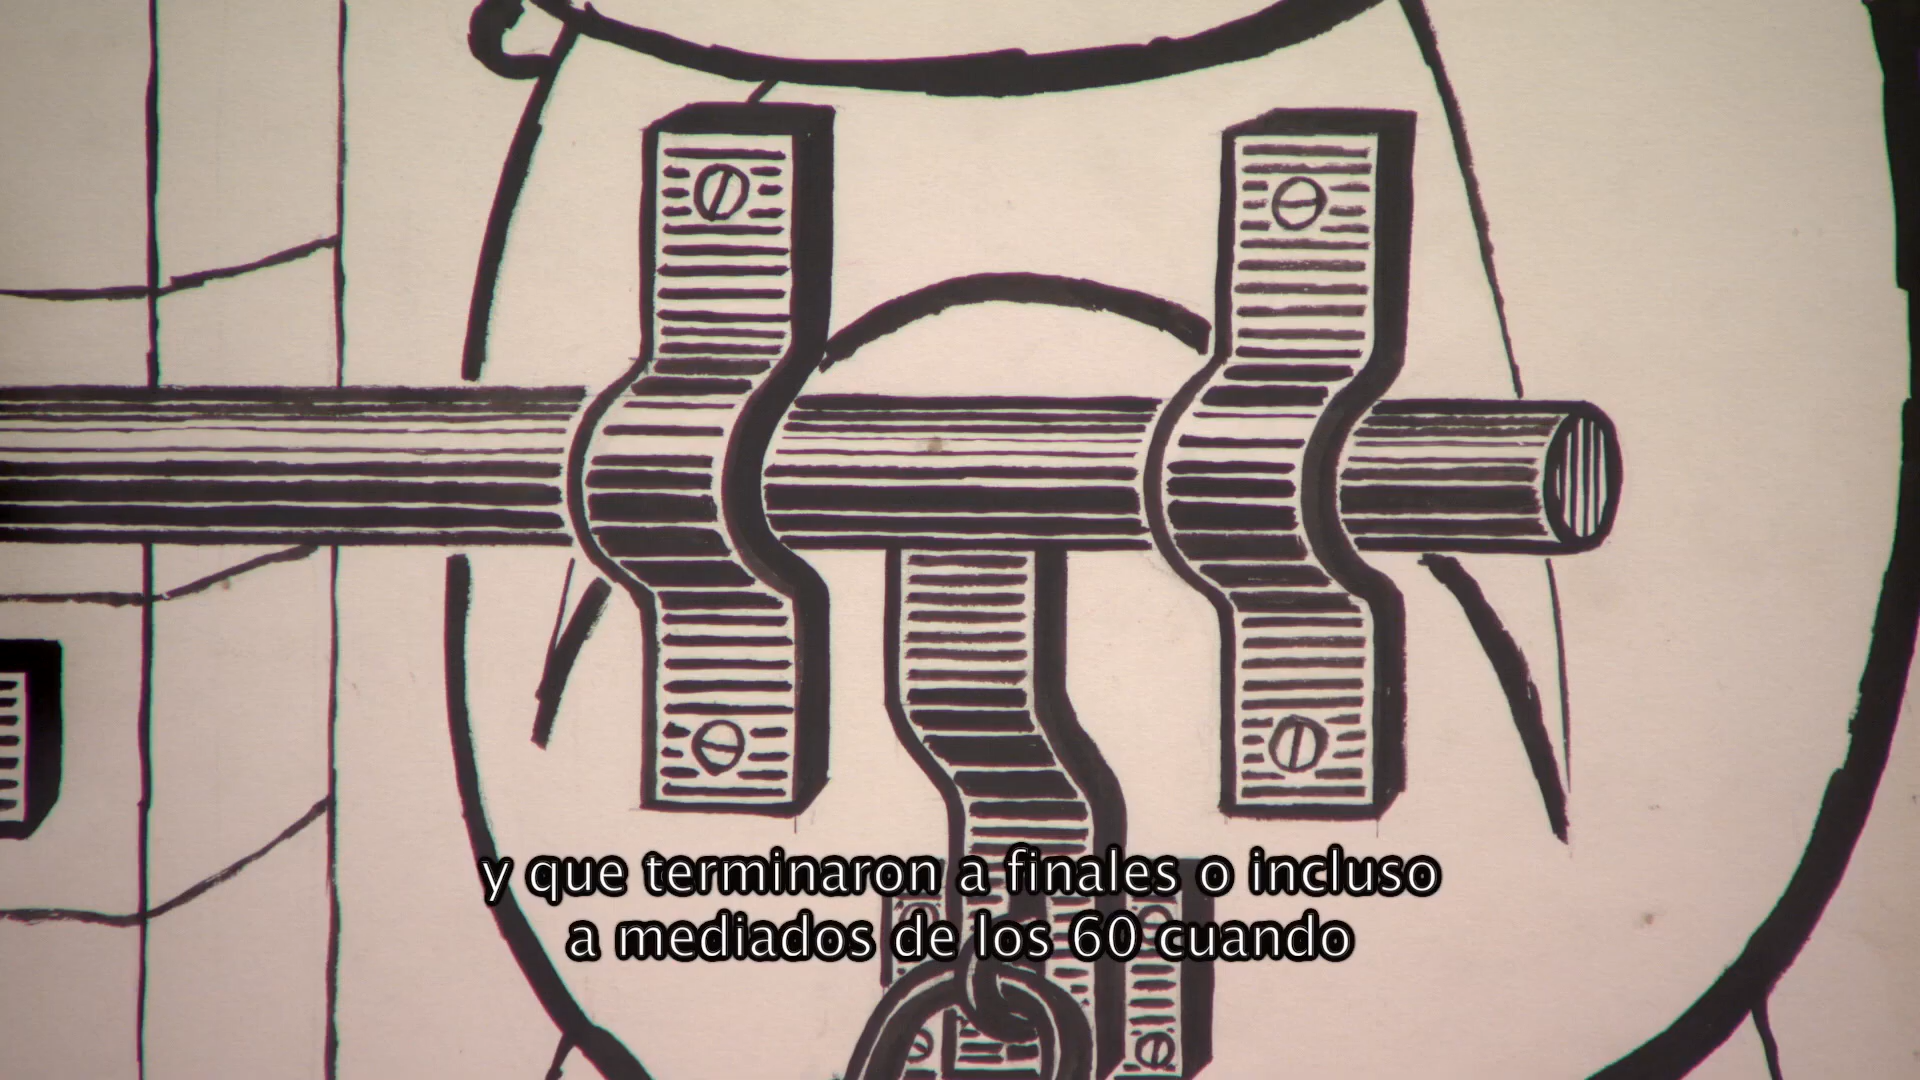 y que terminaron a finales o incluso
a mediados de los 60 cuando